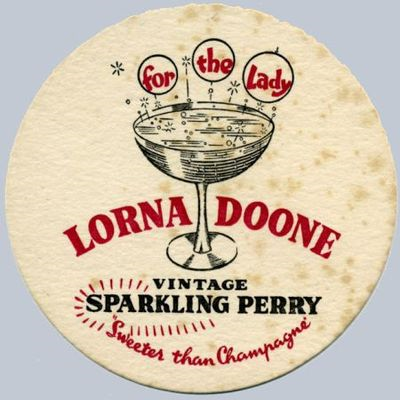 for the Lady
LORNA DOONE
VINTAGE
SPARKLING PERRY
"Sweeter than Champagne"